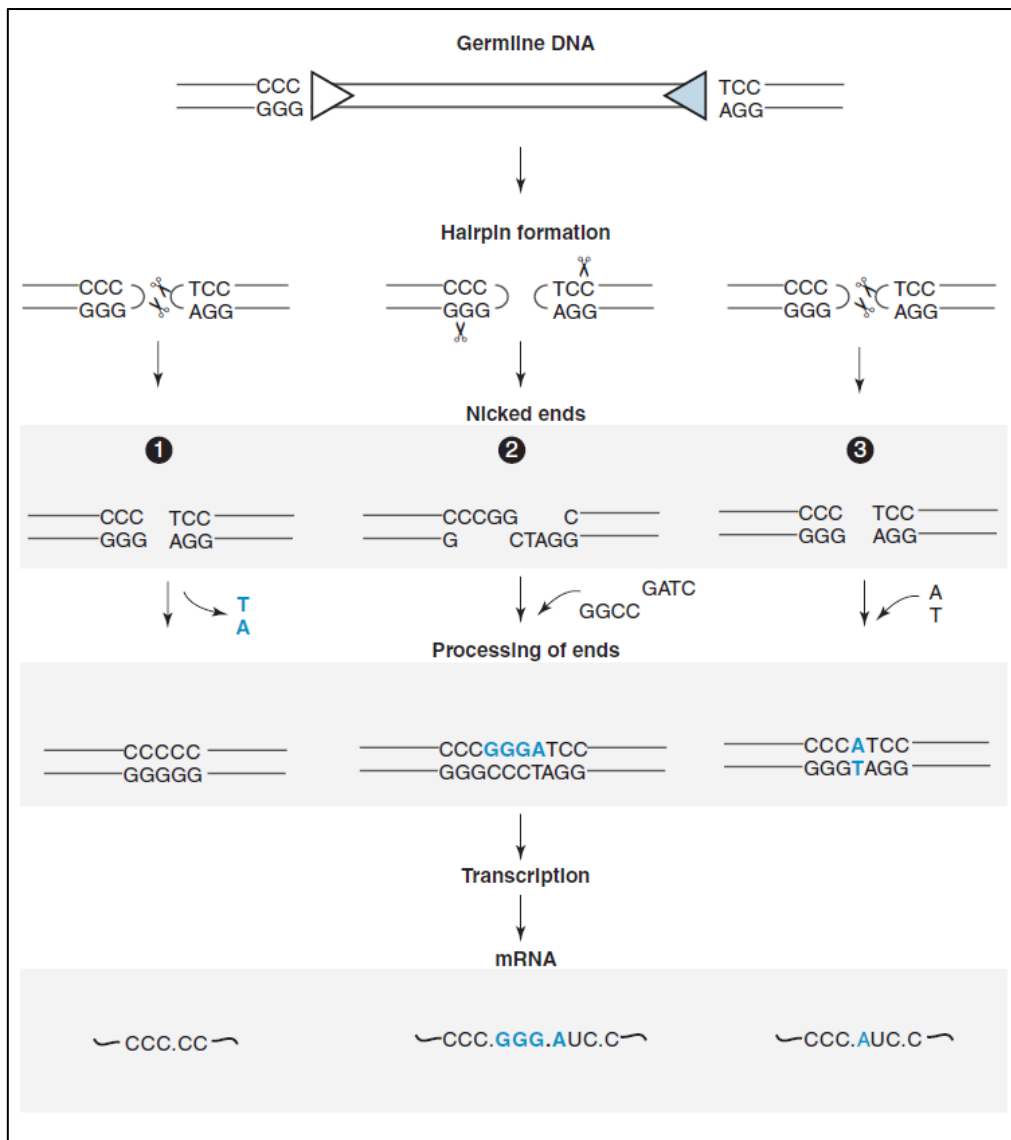 Germline DNA
CCC TCC
GGG AGG
Hairpin formation
CCC TCC CCC TCC CCC TCC
GGG AGG GGG AGG GGG AGG
Nicked ends
1 2 3
CCC TCC CCCGG C CCC TCC
GGG AGG G CTAGG GGG AGG
T GATC A
A GGCC T
Processing of ends
CCCCC CCCGGGATCC CCCATCC
GGGGG GGGCCCTAGG GGGTAGG
Transcription
mRNA
CCC.CC CCC.GGG.AUC.C CCC.AUC.C